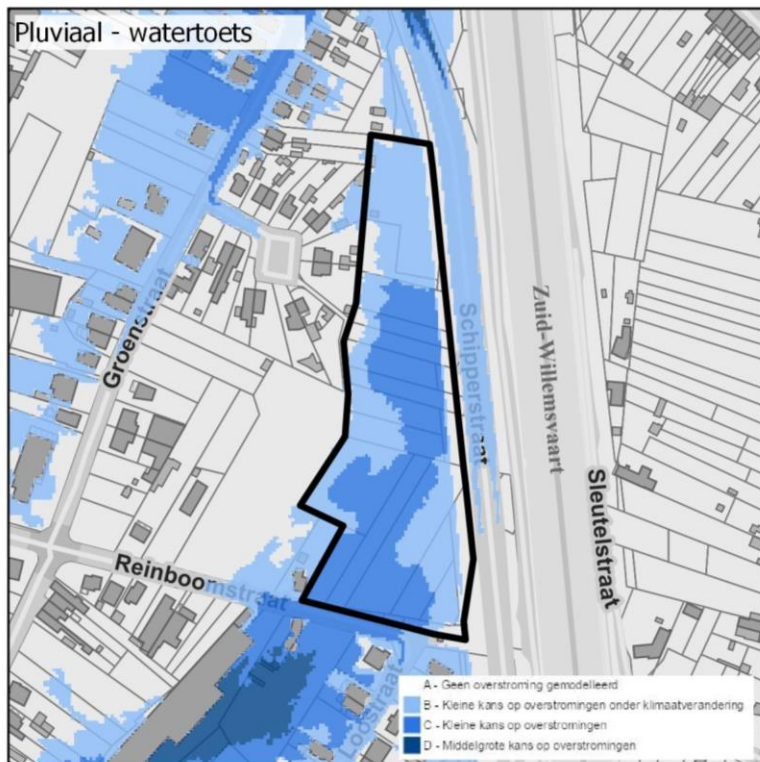 Pluviaal - watertoets
Groenstraat
Schipperstraat
Zuid-Willemsvaart
Sleutelstraat
Reinboomstraat
Loostraat
A - Geen overstroming gemodelleerd
B - Kleine kans op overstromingen onder klimaatverandering
C - Kleine kans op overstromingen
D - Middelgrote kans op overstromingen